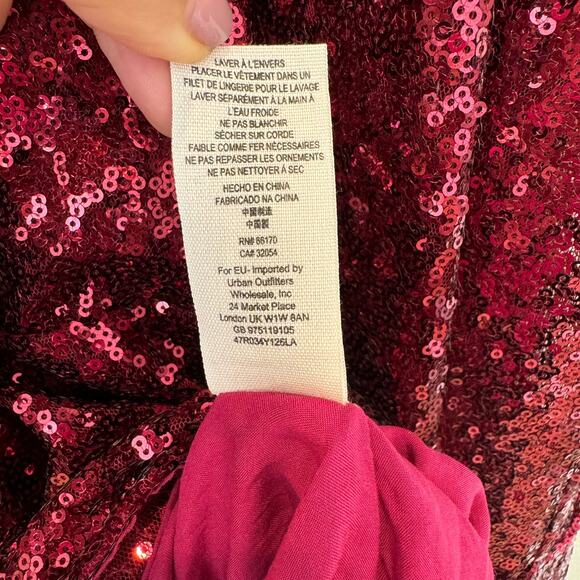 LAVER À L'ENVERS
PLACER LE VÊTEMENT DANS UN
FILET DE LINGERIE POUR LE LAVAGE
LAVER SÉPARÉMENT À LA MAIN À
L'EAU FROIDE
NE PAS BLANCHIR
SÉCHER SUR CORDE
FAIBLE COMME FER NÉCESSAIRES
NE PAS REPASSER LES ORNEMENTS
NE PAS NETTOYER À SEC
HECHO EN CHINA
FABRICADO NA CHINA
中国制造
中國製
RN# 66170
CA# 32054
For EU- Imported by
Urban Outfitters
Wholesale, Inc
24 Market Place
London UK W1W 8AN
GB 975119105
47R034Y126LA